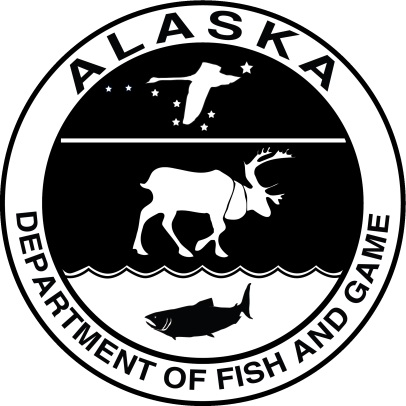 ALASKA
DEPARTMENT OF FISH AND GAME